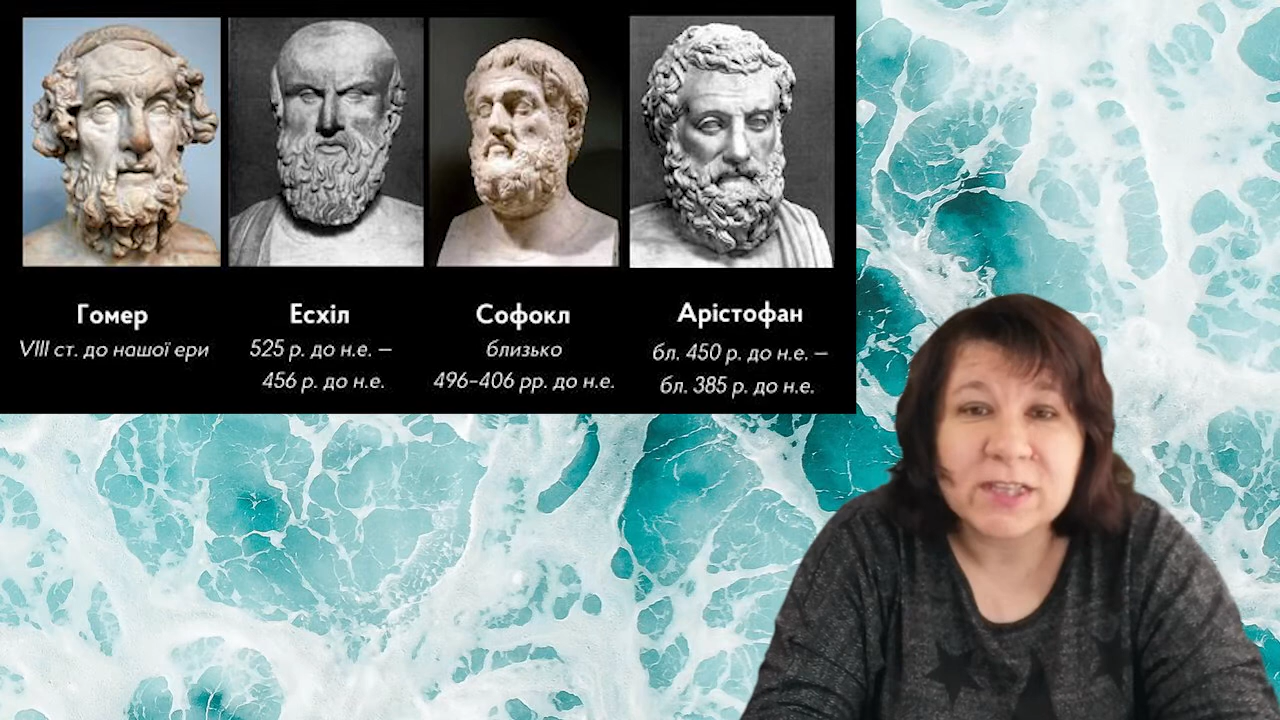 Гомер
VIII ст. до нашої ери
Есхіл
525 р. до н.е. –
456 р. до н.е.
Софокл
близько
496–406 рр. до н.е.
Арістофан
бл. 450 р. до н.е. –
бл. 385 р. до н.е.